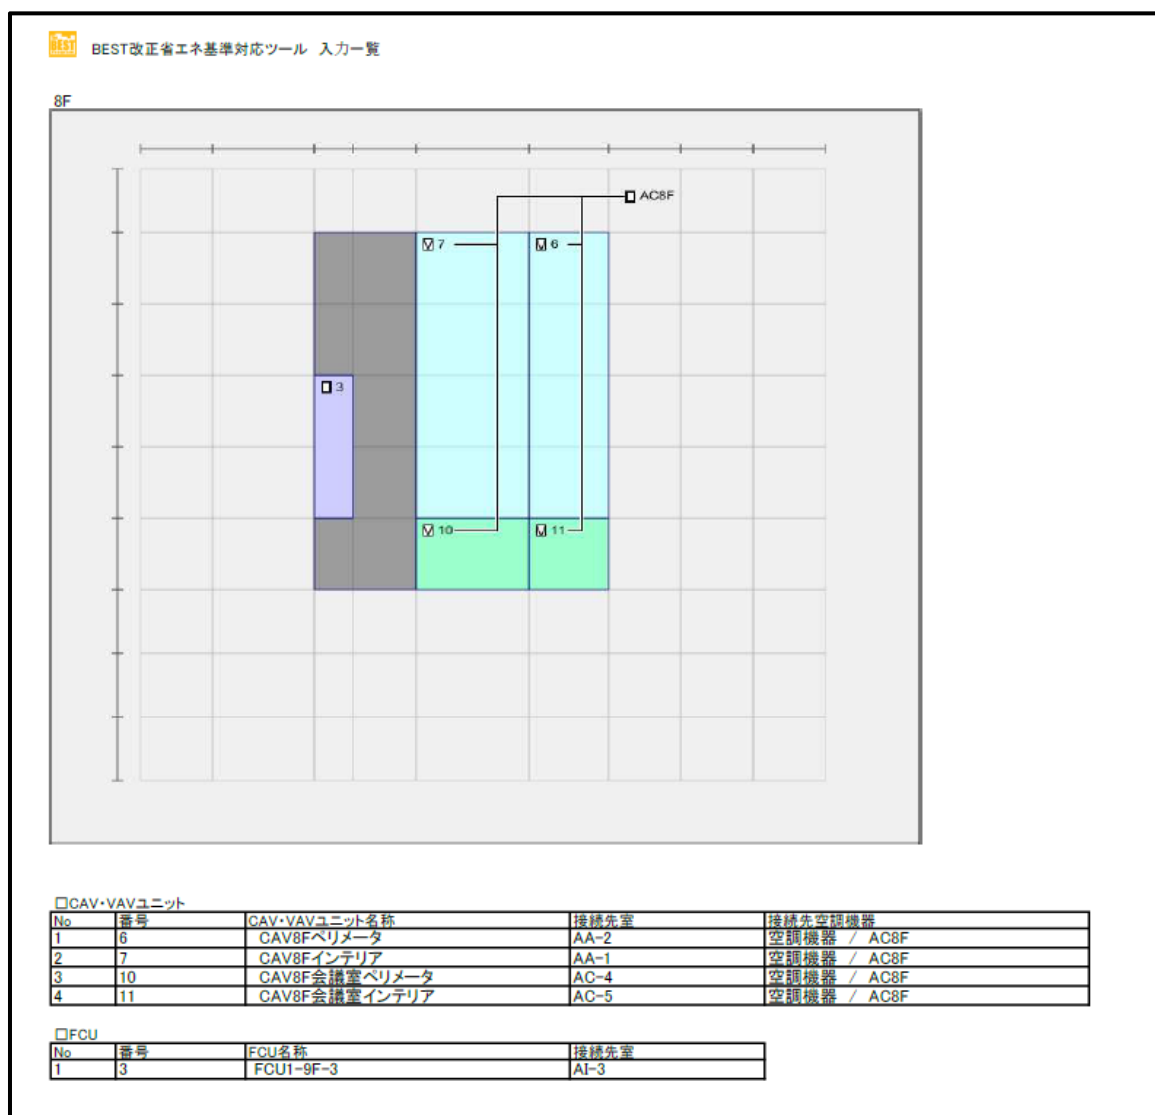 BEST
BEST改正省エネ基準対応ツール 入力一覧
8F
AC8F
7
6
3
10
11
□CAV・VAVユニット
No 番号 CAV・VAVユニット名称 接続先室 接続先空調機器
1 6 CAV8Fペリメータ AA-2 空調機器 / AC8F
2 7 CAV8Fインテリア AA-1 空調機器 / AC8F
3 10 CAV8F会議室ペリメータ AC-4 空調機器 / AC8F
4 11 CAV8F会議室インテリア AC-5 空調機器 / AC8F
□FCU
No 番号 FCU名称 接続先室
1 3 FCU1-9F-3 AI-3